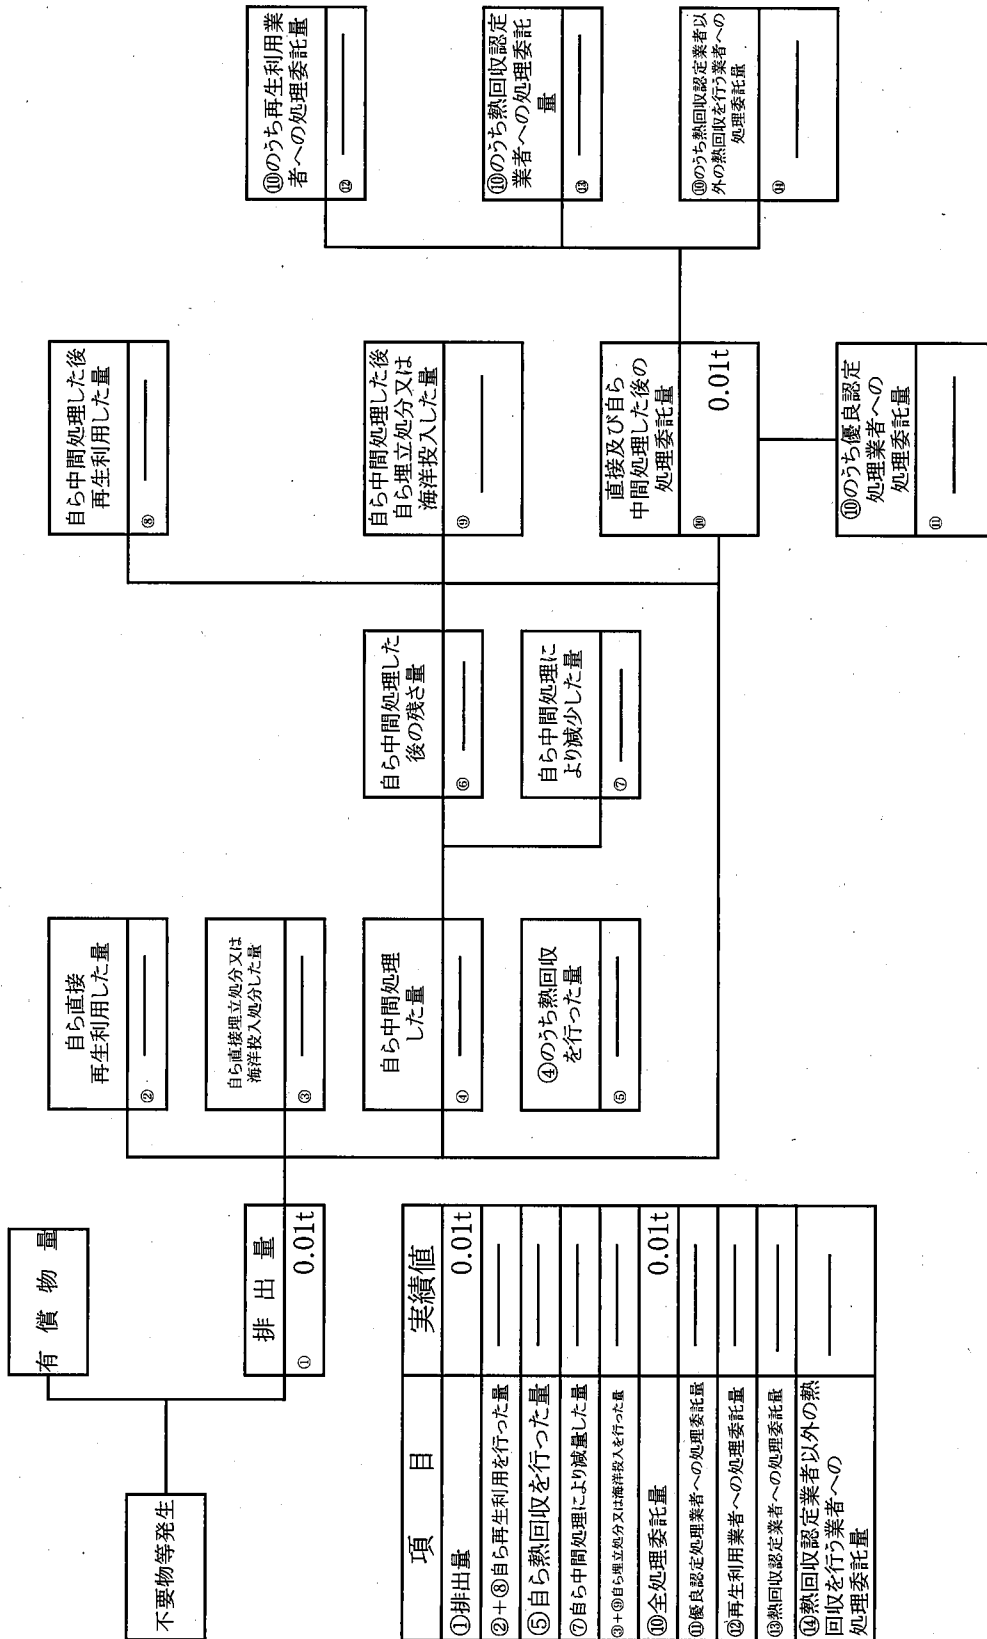 不要物等発生
有償物量
排出量
① 0.01t
自ら直接
再生利用した量
② ―
自ら直接埋立処分又は
海洋投入処分した量
③ ―
自ら中間処理
した量
④ ―
④のうち熱回収
を行った量
⑤ ―
自ら中間処理した
後の残さ量
⑥ ―
自ら中間処理に
より減少した量
⑦ ―
自ら中間処理した後
再生利用した量
⑧ ―
自ら中間処理した後
自ら埋立処分又は
海洋投入した量
⑨ ―
直接及び自ら
中間処理した後の
処理委託量
⑩ 0.01t
⑩のうち優良認定
処理業者への
処理委託量
⑪ ―
⑩のうち再生利用業
者への処理委託量
⑫ ―
⑩のうち熱回収認定
業者への処理委託
量
⑬ ―
⑩のうち熱回収認定業者以
外の熱回収を行う業者への
処理委託量
⑭ ―
項目 実績値
①排出量 0.01t
②+⑧自ら再生利用を行った量 ―
⑤自ら熱回収を行った量 ―
⑦自ら中間処理により減量した量 ―
③+⑨自ら埋立処分又は海洋投入を行った量 ―
⑩全処理委託量 0.01t
⑪優良認定処理業者への処理委託量 ―
⑫再生利用業者への処理委託量 ―
⑬熱回収認定業者への処理委託量 ―
⑭熱回収認定業者以外の熱
回収を行う業者への
処理委託量 ―